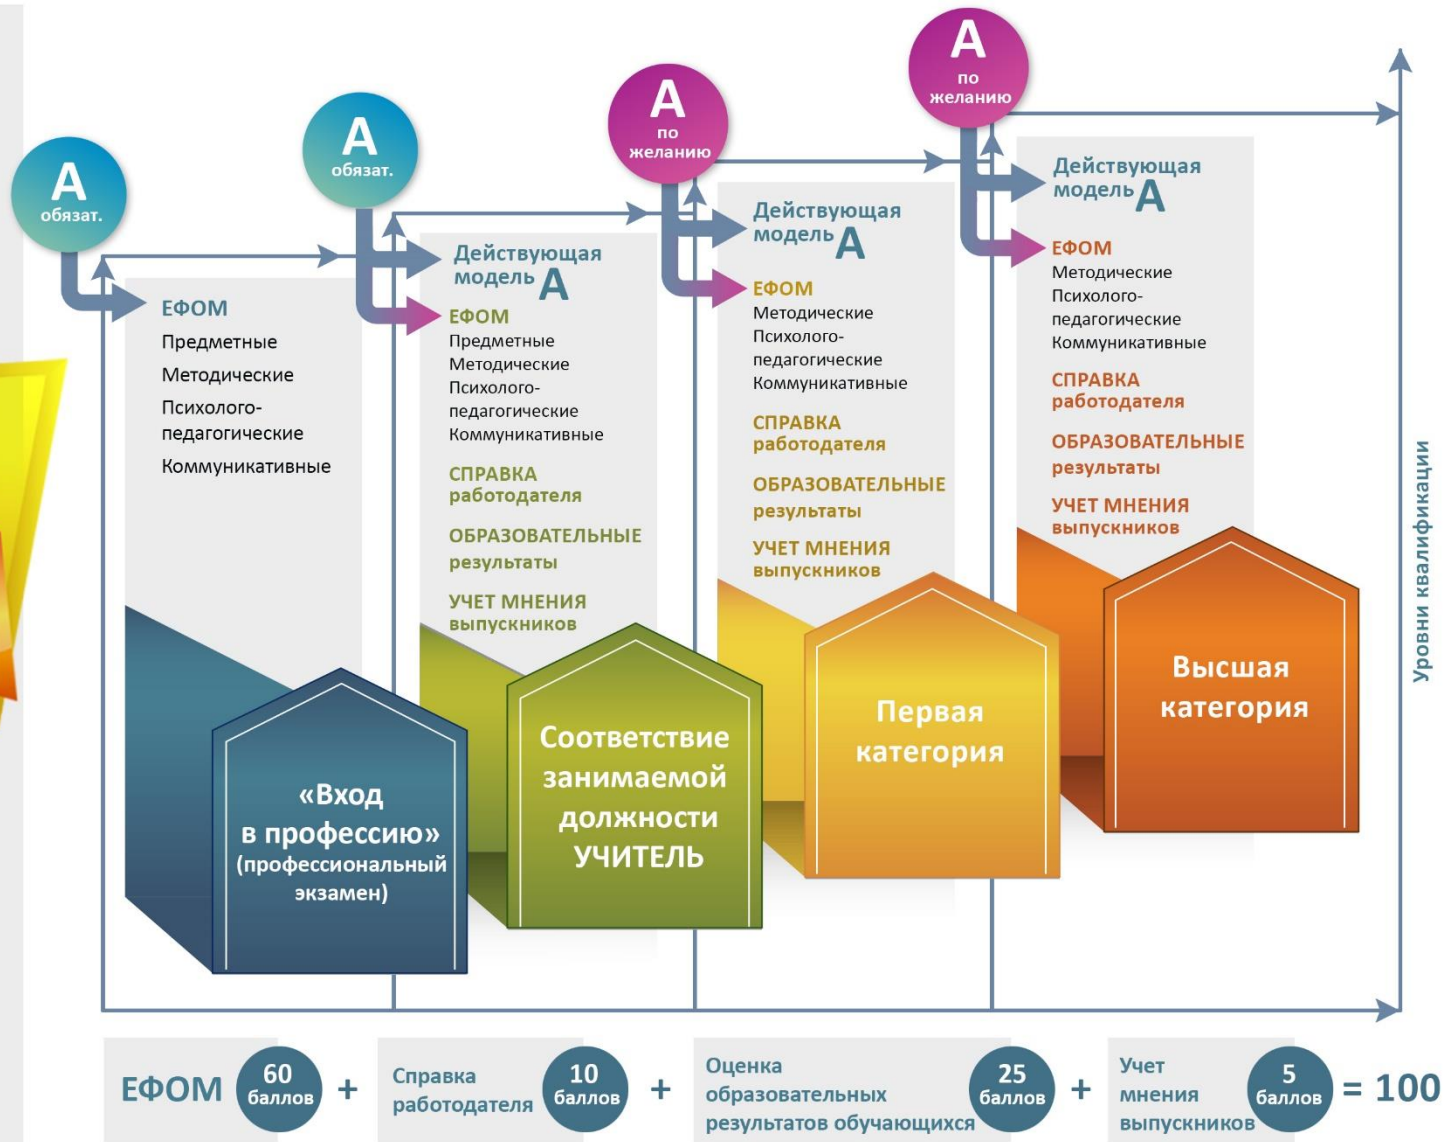 А
обязат.
ЕФОМ
Предметные
Методические
Психолого-
педагогические
Коммуникативные
«Вход
в профессию»
(профессиональный
экзамен)
А
обязат.
Действующая
модель А
ЕФОМ
Предметные
Методические
Психолого-
педагогические
Коммуникативные
СПРАВКА
работодателя
ОБРАЗОВАТЕЛЬНЫЕ
результаты
УЧЕТ МНЕНИЯ
выпускников
Соответствие
занимаемой
должности
УЧИТЕЛЬ
А
по
желанию
Действующая
модель А
ЕФОМ
Методические
Психолого-
педагогические
Коммуникативные
СПРАВКА
работодателя
ОБРАЗОВАТЕЛЬНЫЕ
результаты
УЧЕТ МНЕНИЯ
выпускников
Первая
категория
А
по
желанию
Действующая
модель А
ЕФОМ
Методические
Психолого-
педагогические
Коммуникативные
СПРАВКА
работодателя
ОБРАЗОВАТЕЛЬНЫЕ
результаты
УЧЕТ МНЕНИЯ
выпускников
Высшая
категория
Уровни квалификации
ЕФОМ
60
баллов
+
Справка
работодателя
10
баллов
+
Оценка
образовательных
результатов обучающихся
25
баллов
+
Учет
мнения
выпускников
5
баллов
= 100